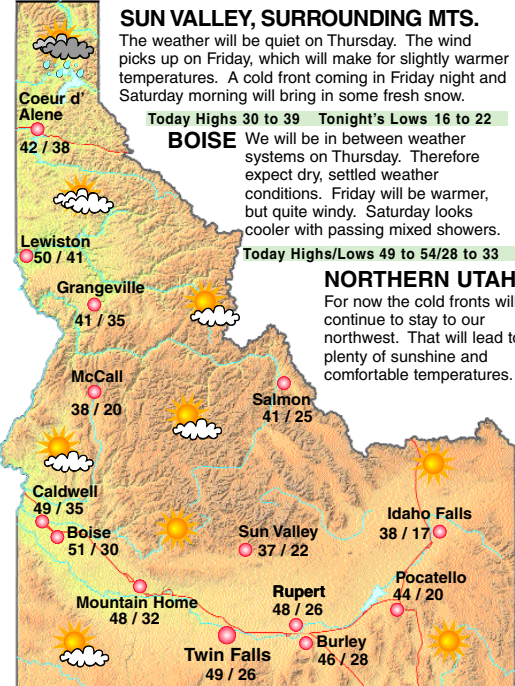 SUN VALLEY, SURROUNDING MTS.
The weather will be quiet on Thursday. The wind
picks up on Friday, which will make for slightly warmer
temperatures. A cold front coming in Friday night and
Saturday morning will bring in some fresh snow.
Today Highs 30 to 39 Tonight's Lows 16 to 22
BOISE
We will be in between weather
systems on Thursday. Therefore
expect dry, settled weather
conditions. Friday will be warmer,
but quite windy. Saturday looks
cooler with passing mixed showers.
Today Highs/Lows 49 to 54/28 to 33
NORTHERN UTAH
For now the cold fronts will
continue to stay to our
northwest. That will lead to
plenty of sunshine and
comfortable temperatures.
Coeur d'
Alene
42 / 38
Lewiston
50 / 41
Grangeville
41 / 35
McCall
38 / 20
Salmon
41 / 25
Caldwell
49 / 35
Boise
51 / 30
Sun Valley
37 / 22
Idaho Falls
38 / 17
Mountain Home
48 / 32
Rupert
48 / 26
Pocatello
44 / 20
Twin Falls
49 / 26
Burley
46 / 28